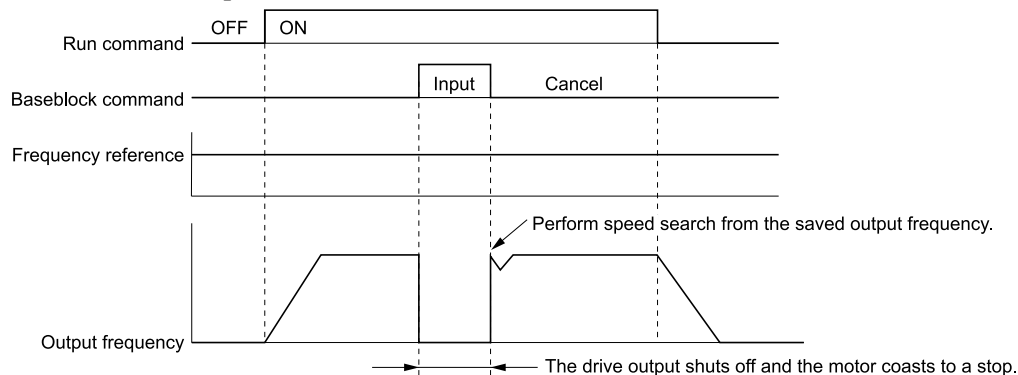 OFF ON
Run command
Input Cancel
Baseblock command
Frequency reference
Perform speed search from the saved output frequency.
Output frequency
The drive output shuts off and the motor coasts to a stop.